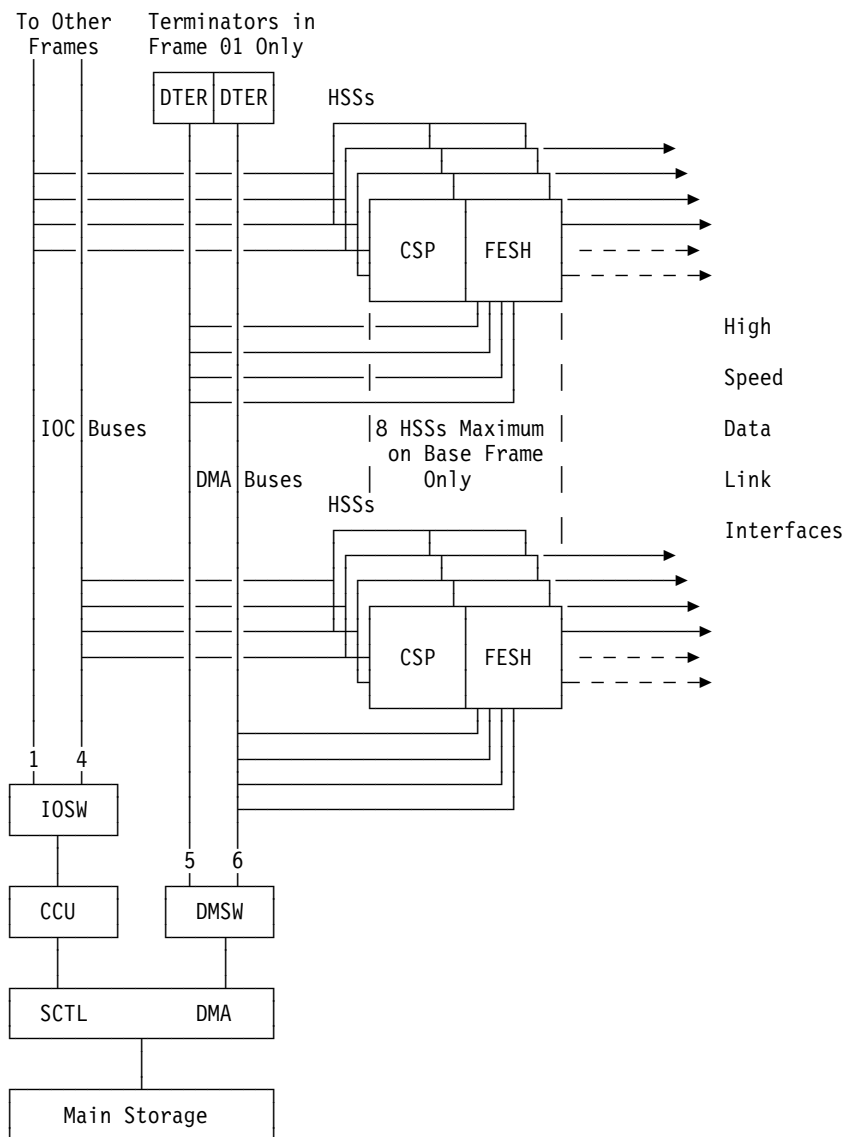 To Other
Frames
Terminators in
Frame 01 Only
DTER DTER
HSSs
CSP FESH
High
Speed
Data
Link
Interfaces
IOC Buses
DMA Buses
8 HSSs Maximum
on Base Frame
Only
HSSs
CSP FESH
1 4
IOSW
5 6
CCU
DMSW
SCTL DMA
Main Storage